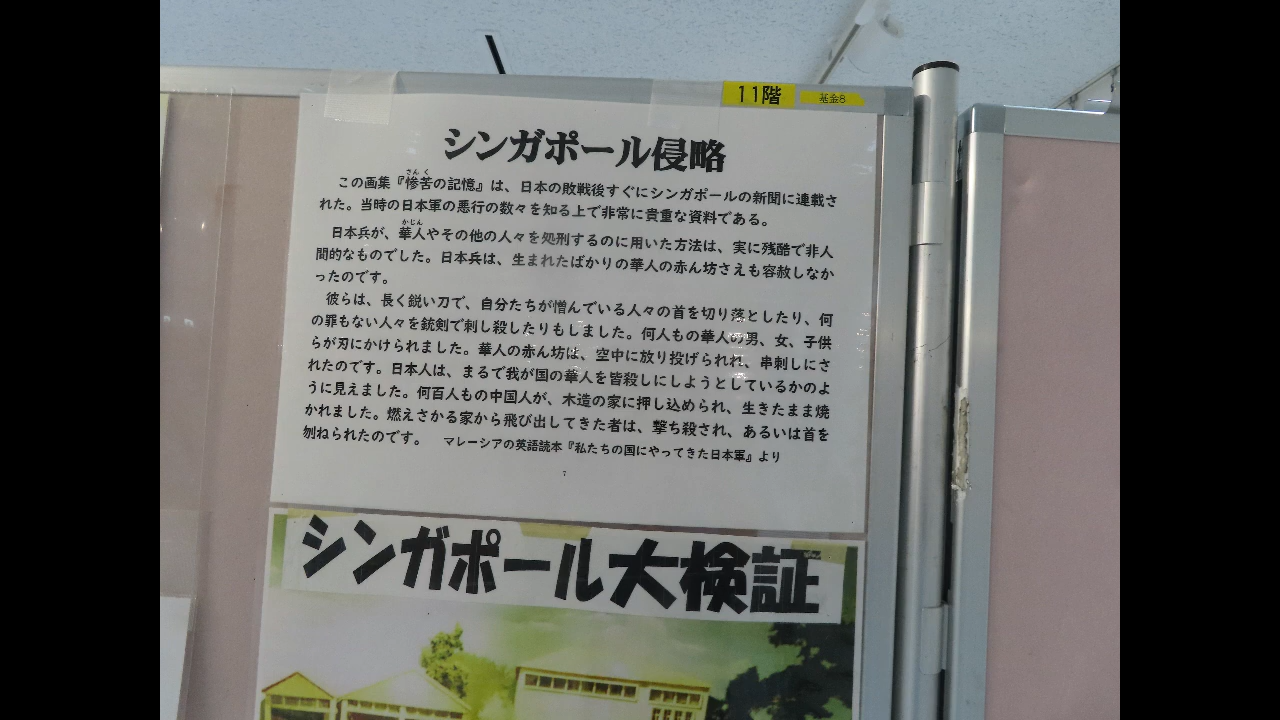 11階
基金8
シンガポール侵略
さんく
この画集『惨苦の記憶』は、日本の敗戦後すぐにシンガポールの新聞に連載さ
れた。当時の日本軍の悪行の数々を知る上で非常に貴重な資料である。
かじん
日本兵が、華人やその他の人々を処刑するのに用いた方法は、実に残酷で非人
間的なものでした。日本兵は、生まれたばかりの華人の赤ん坊さえも容赦しなか
ったのです。
彼らは、長く鋭い刀で、自分たちが憎んでいる人々の首を切り落としたり、何
の罪もない人々を銃剣で刺し殺したりもしました。何人もの華人の男、女、子供
らが刃にかけられました。華人の赤ん坊は、空中に放り投げられれ、串刺しにさ
れたのです。日本人は、まるで我が国の華人を皆殺しにしようとしているかのよ
うに見えました。何百人もの中国人が、木造の家に押し込められ、生きたまま焼
かれました。燃えさかる家から飛び出してきた者は、撃ち殺され、あるいは首を
刎ねられたのです。 マレーシアの英語読本『私たちの国にやってきた日本軍』より
シンガポール大検証